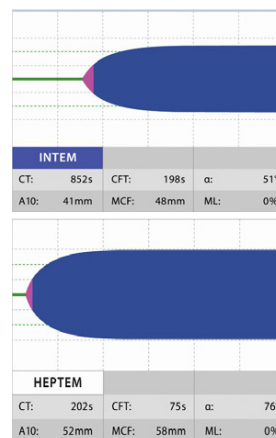 INTEM
CT: 852s CFT: 198s α: 51°
A10: 41mm MCF: 48mm ML: 0%
HEPTEM
CT: 202s CFT: 75s α: 76°
A10: 52mm MCF: 58mm ML: 0%